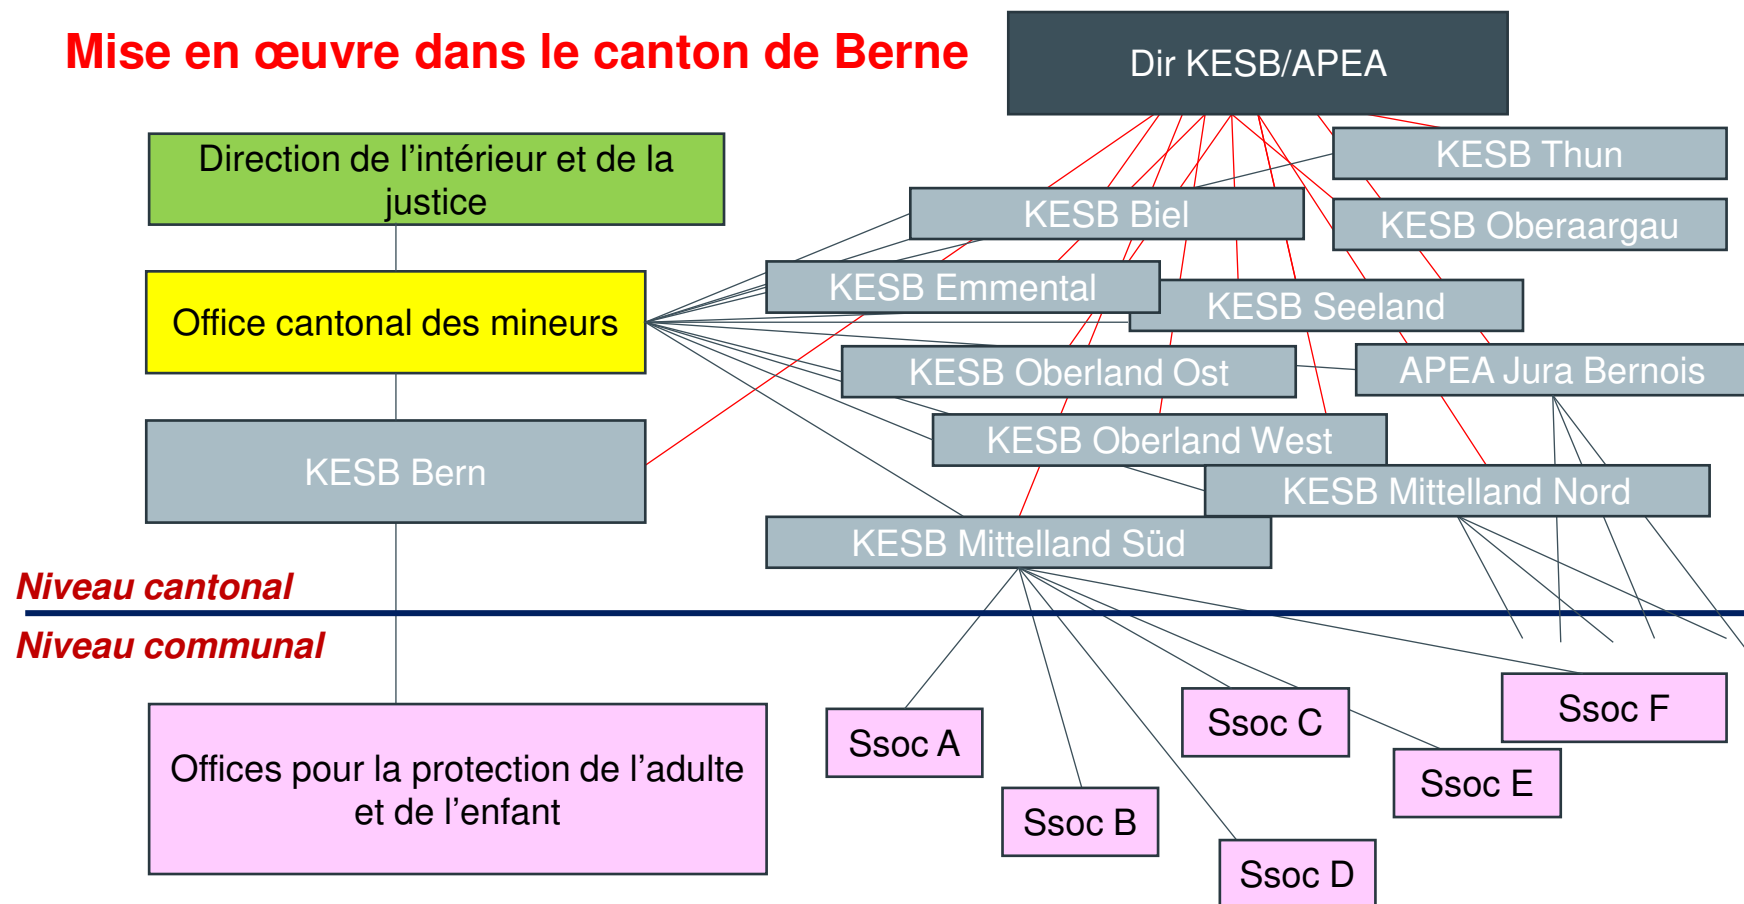 Mise en œuvre dans le canton de Berne
Dir KESB/APEA
Direction de l’intérieur et de la
justice
KESB Thun
KESB Biel
KESB Oberaargau
Office cantonal des mineurs
KESB Emmental
KESB Seeland
KESB Oberland Ost
APEA Jura Bernois
KESB Bern
KESB Oberland West
KESB Mittelland Nord
KESB Mittelland Süd
Niveau cantonal
Niveau communal
Offices pour la protection de l’adulte
et de l’enfant
Ssoc A
Ssoc B
Ssoc C
Ssoc D
Ssoc E
Ssoc F